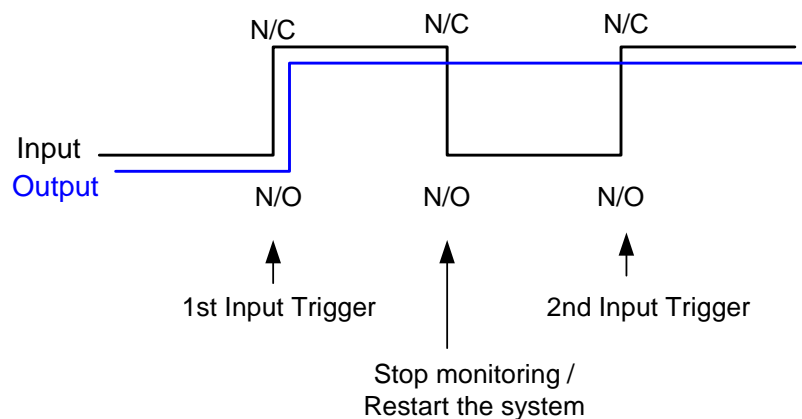 N/C
N/C
N/C
Input
Output
N/O
N/O
N/O
1st Input Trigger
2nd Input Trigger
Stop monitoring /
Restart the system